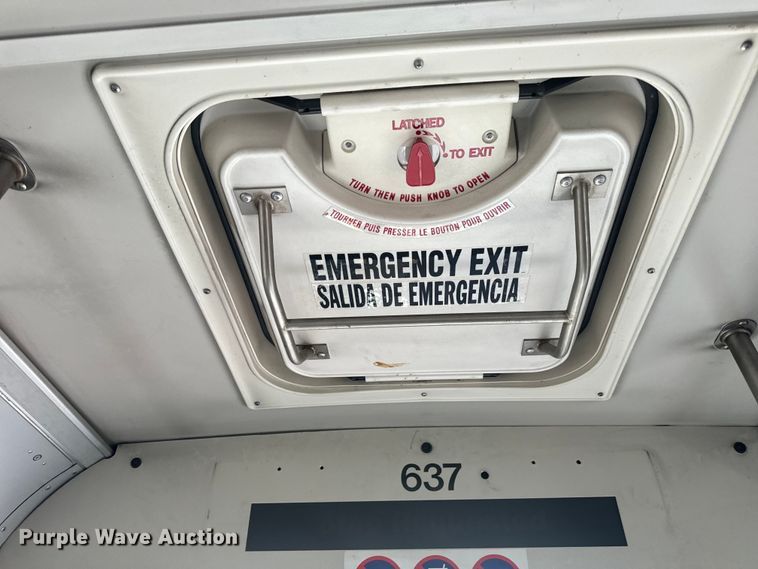 LATCHED
TO EXIT
TURN THEN PUSH KNOB TO OPEN
TOURNER PUIS PRESSER LE BOUTON POUR OUVRIR
EMERGENCY EXIT
SALIDA DE EMERGENCIA
637
Purple Wave Auction